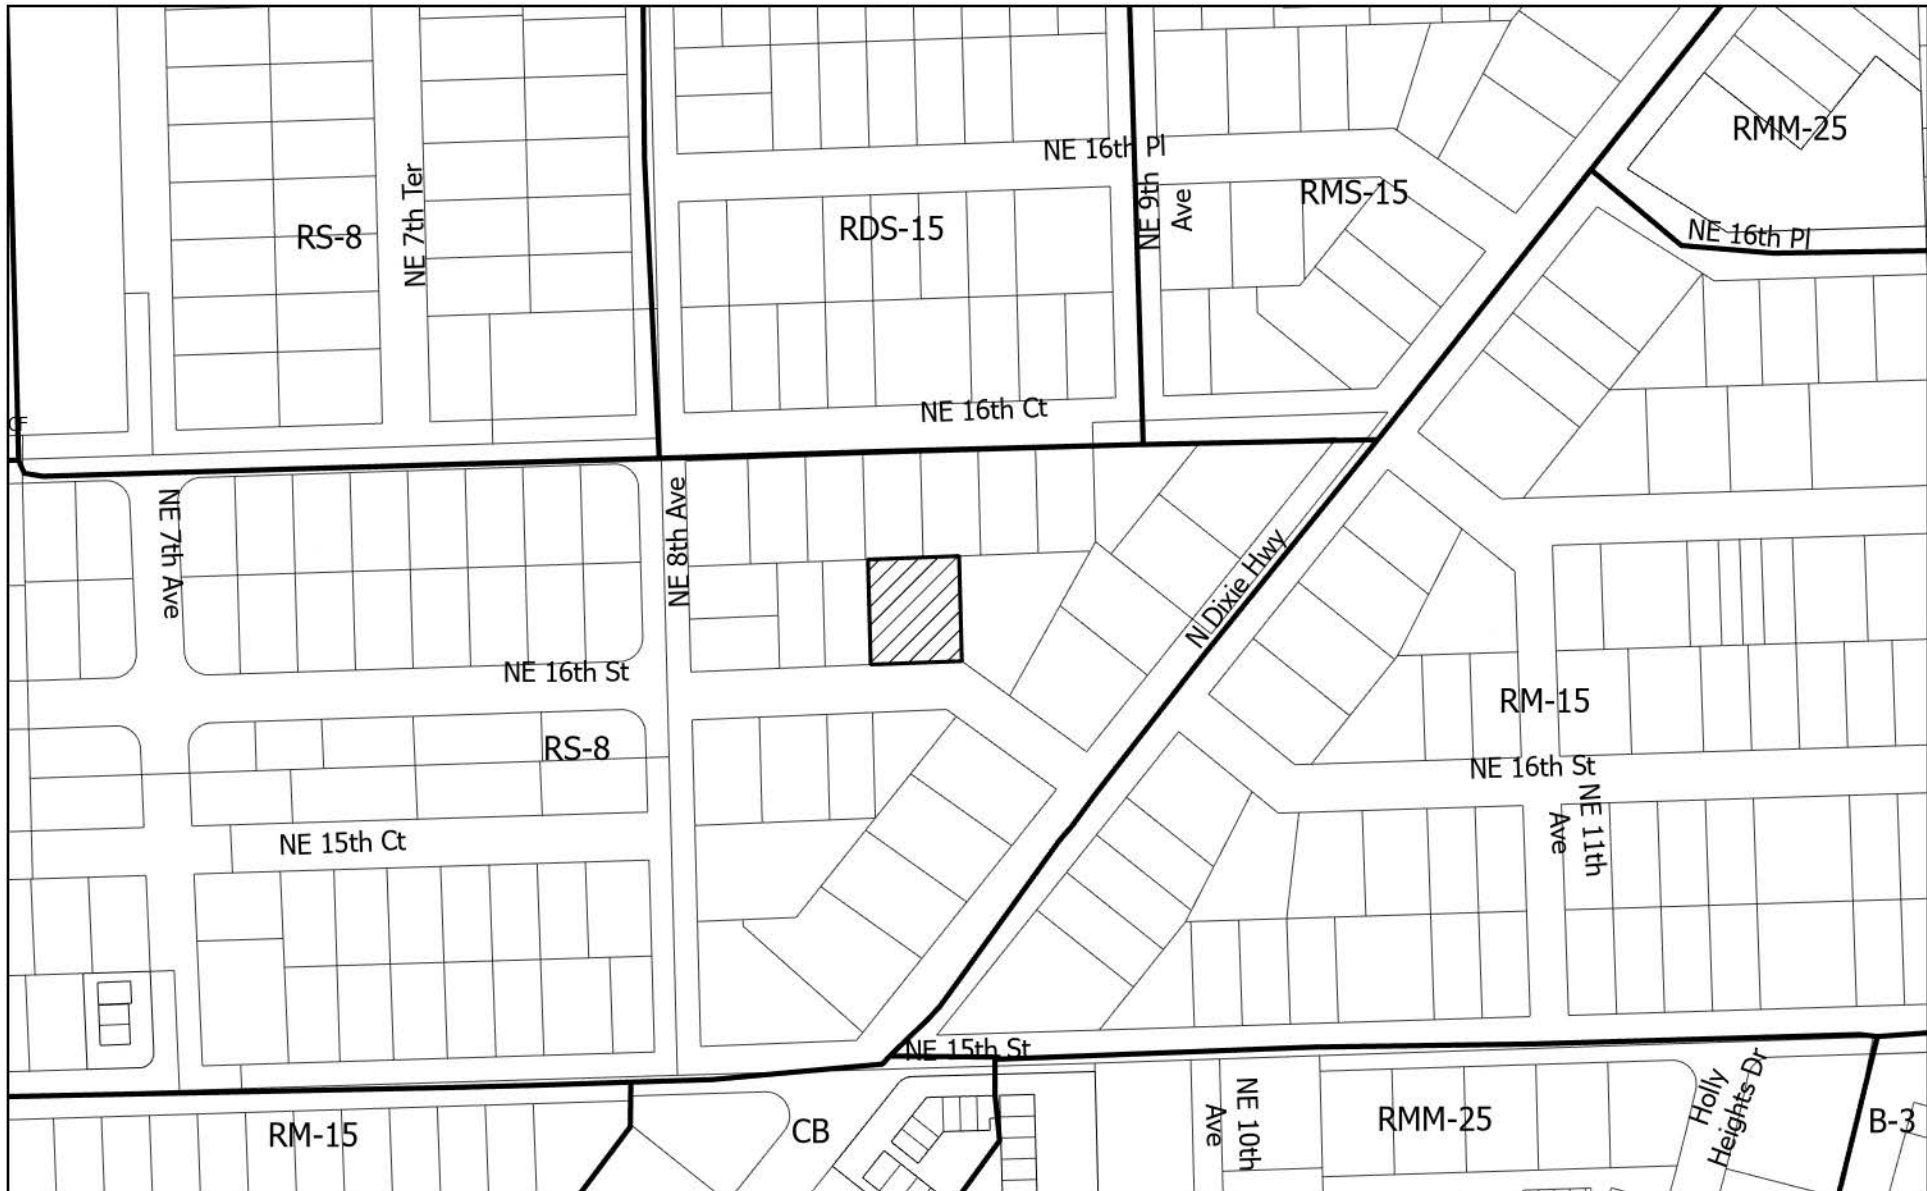 RMM-25
NE 16th Pl
NE 7th Ter
RMS-15
NE 9th
Ave
RS-8
RDS-15
NE 16th Pl
NE 16th Ct
CF
NE 7th Ave
NE 8th Ave
N Dixie Hwy
NE 16th St
RM-15
RS-8
NE 16th St
NE 15th Ct
NE 11th
Ave
NE 15th St
Holly
Heights Dr
NE 10th
Ave
RM-15
CB
RMM-25
B-3